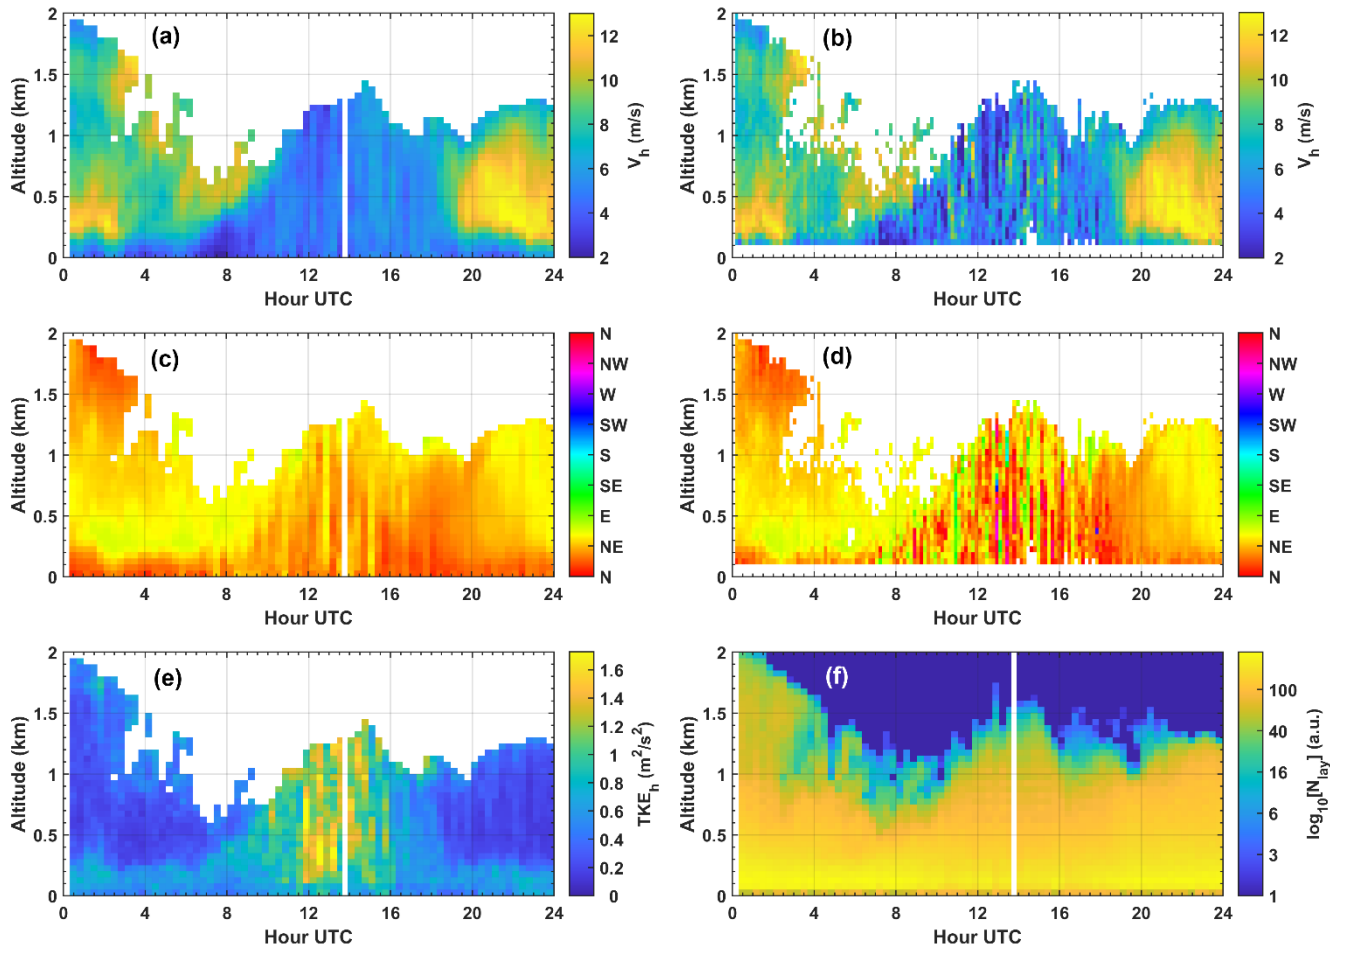 (a)
2
1.5
1
0.5
0
Altitude (km)
0 4 8 12 16 20 24
Hour UTC
12
10
8
6
4
2
V_h (m/s)
(b)
2
1.5
1
0.5
0
Altitude (km)
0 4 8 12 16 20 24
Hour UTC
12
10
8
6
4
2
V_h (m/s)
(c)
2
1.5
1
0.5
0
Altitude (km)
0 4 8 12 16 20 24
Hour UTC
N
NW
W
SW
S
SE
E
NE
N
(d)
2
1.5
1
0.5
0
Altitude (km)
0 4 8 12 16 20 24
Hour UTC
N
NW
W
SW
S
SE
E
NE
N
(e)
2
1.5
1
0.5
0
Altitude (km)
0 4 8 12 16 20 24
Hour UTC
1.6
1.4
1.2
1
0.8
0.6
0.4
0.2
0
TKE_h (m²/s²)
(f)
2
1.5
1
0.5
0
Altitude (km)
0 4 8 12 16 20 24
Hour UTC
100
40
16
6
3
1
log₁₀[N_lay] (a.u.)